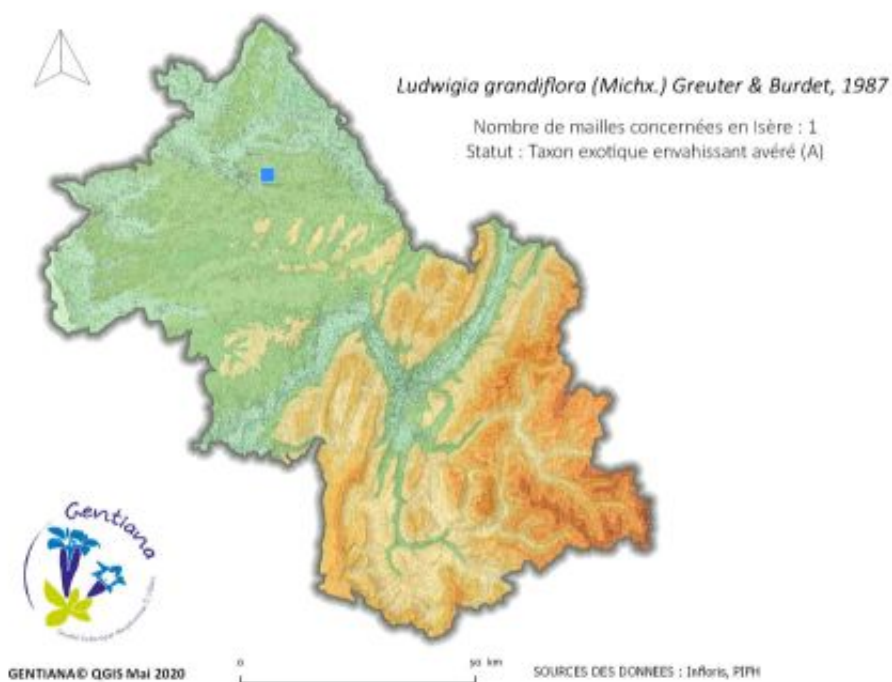 Ludwigia grandiflora (Michx.) Greuter & Burdet, 1987
Nombre de mailles concernées en Isère : 1
Statut : Taxon exotique envahissant avéré (A)
Gentiana
0
50 km
GENTIANA© QGIS Mai 2020
SOURCES DES DONNEES : Infloris, PIFH